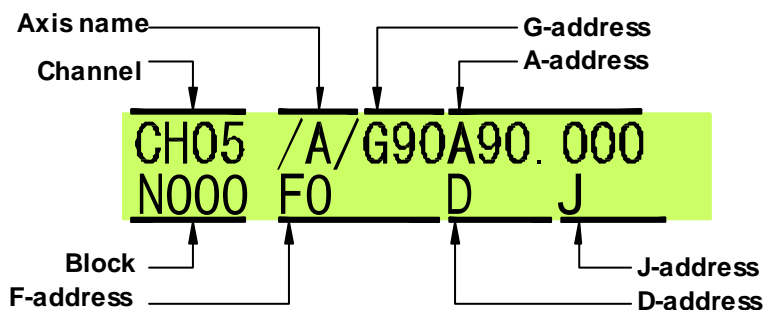 Axis name
G-address
A-address
Channel
CH05 /A/G90A90.000
N000 F0 D J
Block
J-address
F-address
D-address